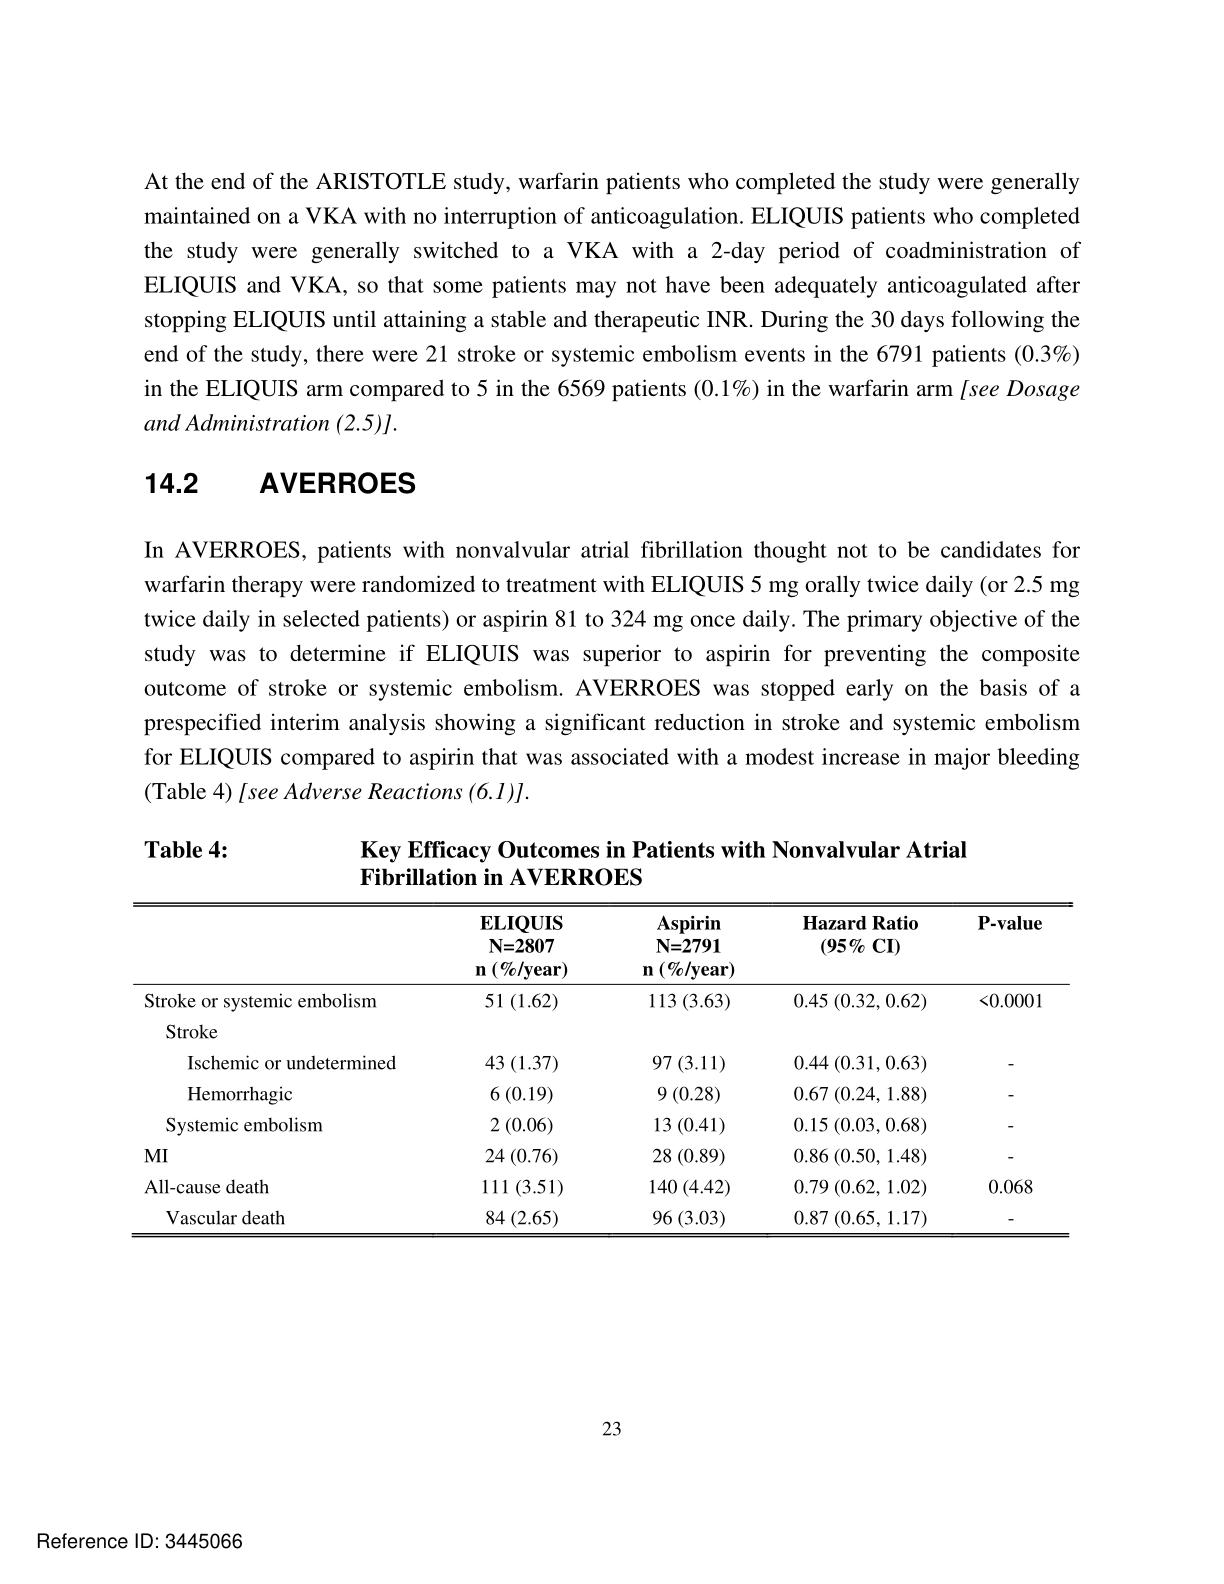 At the end of the ARISTOTLE study, warfarin patients who completed the study were generally
maintained on a VKA with no interruption of anticoagulation. ELIQUIS patients who completed
the study were generally switched to a VKA with a 2-day period of coadministration of
ELIQUIS and VKA, so that some patients may not have been adequately anticoagulated after
stopping ELIQUIS until attaining a stable and therapeutic INR. During the 30 days following the
end of the study, there were 21 stroke or systemic embolism events in the 6791 patients (0.3%)
in the ELIQUIS arm compared to 5 in the 6569 patients (0.1%) in the warfarin arm [see Dosage
and Administration (2.5)].
14.2 AVERROES
In AVERROES, patients with nonvalvular atrial fibrillation thought not to be candidates for
warfarin therapy were randomized to treatment with ELIQUIS 5 mg orally twice daily (or 2.5 mg
twice daily in selected patients) or aspirin 81 to 324 mg once daily. The primary objective of the
study was to determine if ELIQUIS was superior to aspirin for preventing the composite
outcome of stroke or systemic embolism. AVERROES was stopped early on the basis of a
prespecified interim analysis showing a significant reduction in stroke and systemic embolism
for ELIQUIS compared to aspirin that was associated with a modest increase in major bleeding
(Table 4) [see Adverse Reactions (6.1)].
Table 4: Key Efficacy Outcomes in Patients with Nonvalvular Atrial
Fibrillation in AVERROES
ELIQUIS Aspirin Hazard Ratio P-value
N=2807 N=2791 (95% CI)
n (%/year) n (%/year)
Stroke or systemic embolism 51 (1.62) 113 (3.63) 0.45 (0.32, 0.62) <0.0001
Stroke
Ischemic or undetermined 43 (1.37) 97 (3.11) 0.44 (0.31, 0.63) -
Hemorrhagic 6 (0.19) 9 (0.28) 0.67 (0.24, 1.88) -
Systemic embolism 2 (0.06) 13 (0.41) 0.15 (0.03, 0.68) -
MI 24 (0.76) 28 (0.89) 0.86 (0.50, 1.48) -
All-cause death 111 (3.51) 140 (4.42) 0.79 (0.62, 1.02) 0.068
Vascular death 84 (2.65) 96 (3.03) 0.87 (0.65, 1.17) -
23
Reference ID: 3445066